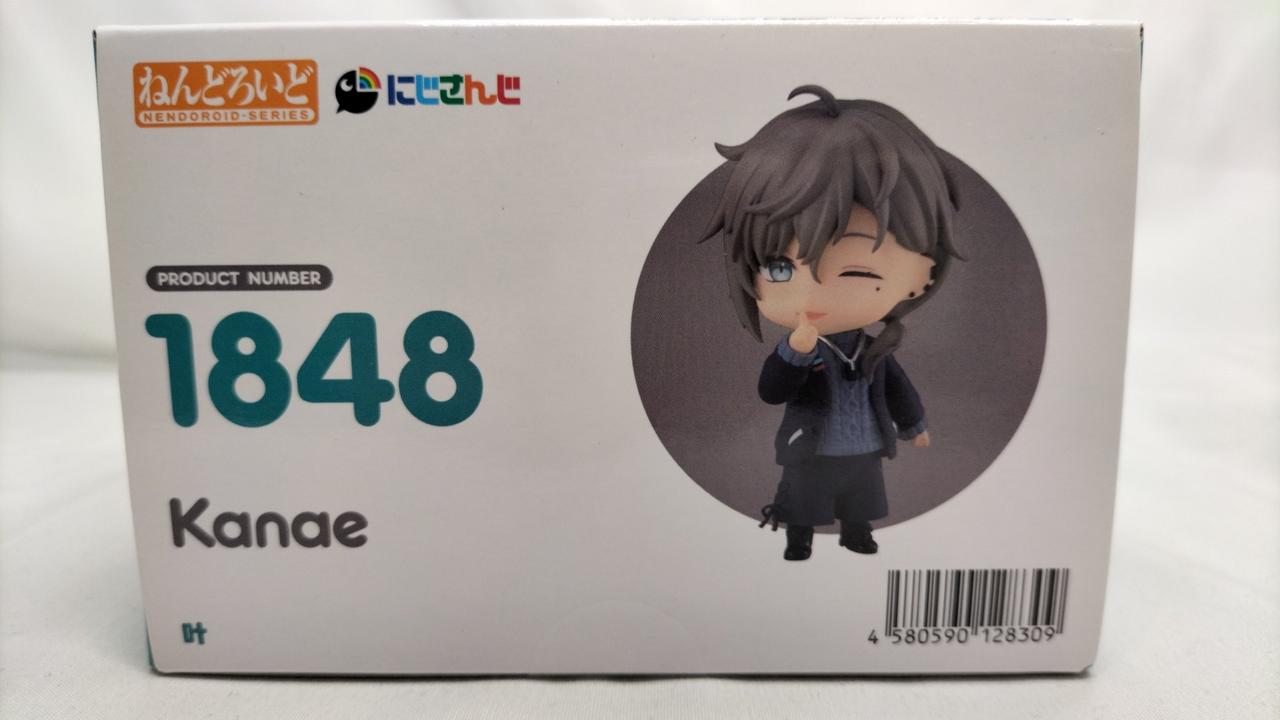 ねんどろいど
NENDOROID-SERIES
にじさんじ
PRODUCT NUMBER
1848
Kanae
叶
4 580590 128309